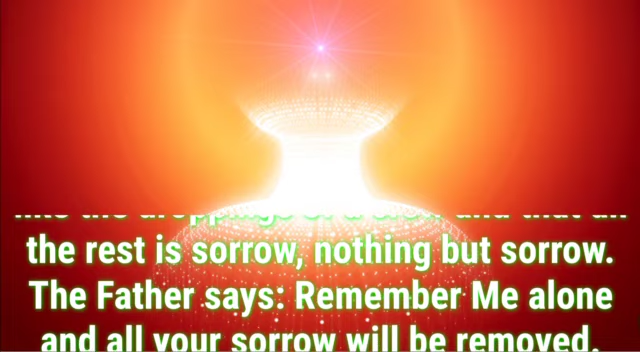 the rest is sorrow, nothing but sorrow.
The Father says: Remember Me alone
and all your sorrow will be removed.